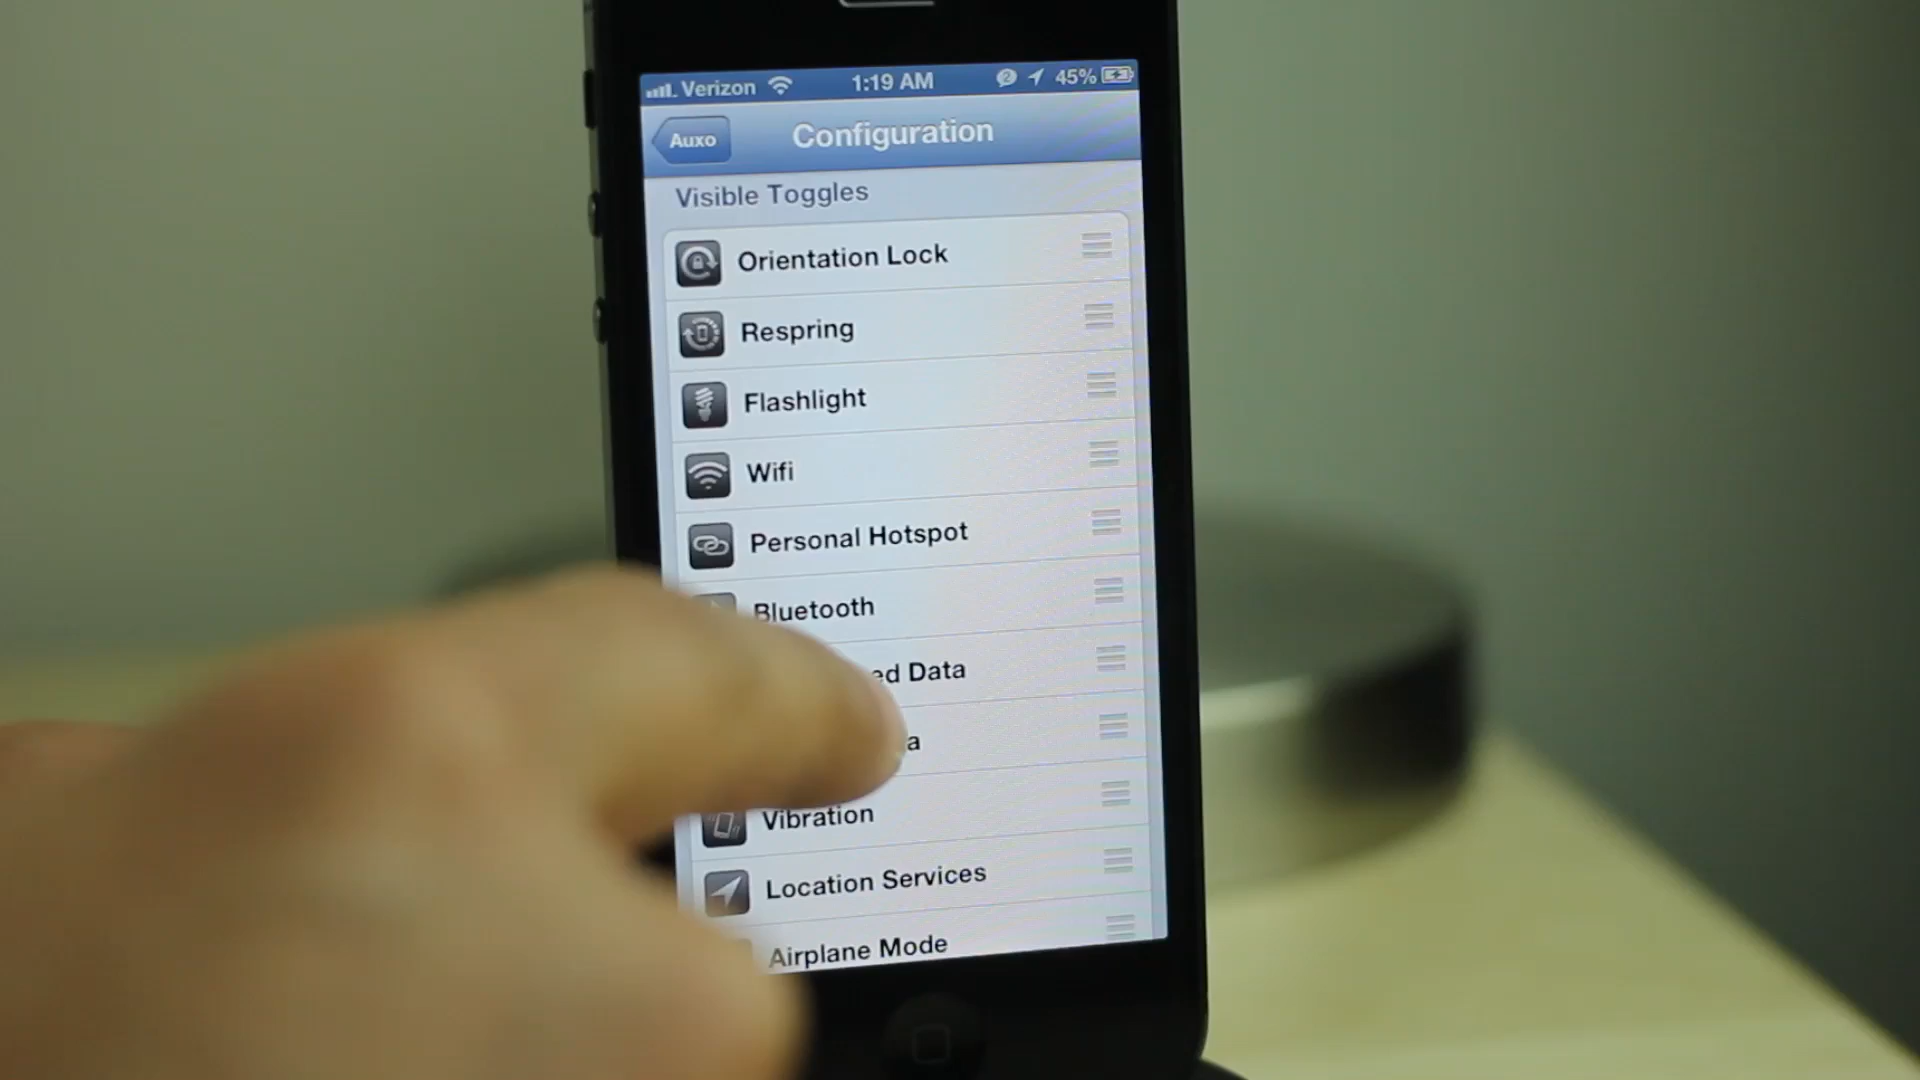 Verizon 1:19 AM 2 45%
Auxo Configuration
Visible Toggles
Orientation Lock
Respring
Flashlight
Wifi
Personal Hotspot
Bluetooth
Data
Vibration
Location Services
Airplane Mode